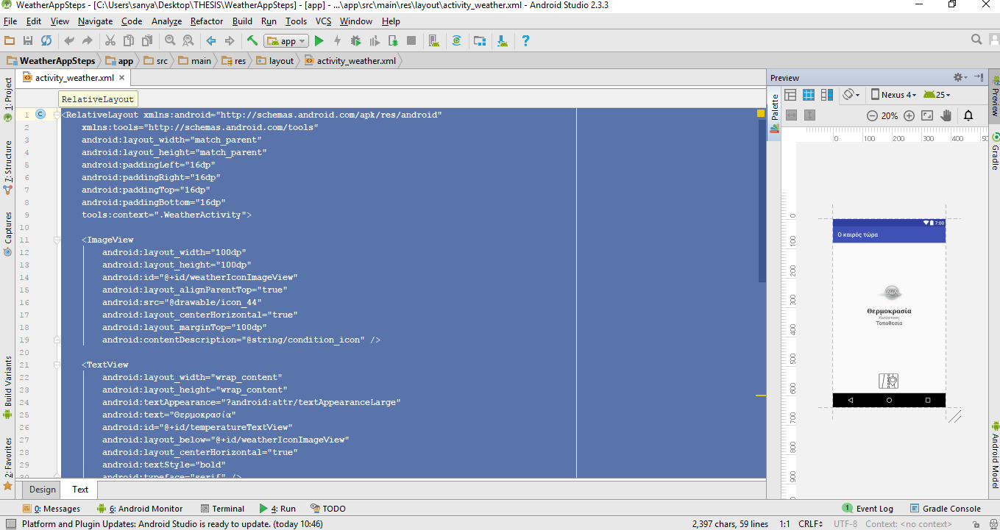 WeatherAppSteps - [C:\Users\sanya\Desktop\THESIS\WeatherAppSteps] - [app] - ...\app\src\main\res\layout\activity_weather.xml - Android Studio 2.3.3
File Edit View Navigate Code Analyze Refactor Build Run Tools VCS Window Help
app
WeatherAppSteps app src main res layout activity_weather.xml
activity_weather.xml
RelativeLayout
1 <RelativeLayout xmlns:android="http://schemas.android.com/apk/res/android"
2 xmlns:tools="http://schemas.android.com/tools"
3 android:layout_width="match_parent"
4 android:layout_height="match_parent"
5 android:paddingLeft="16dp"
6 android:paddingRight="16dp"
7 android:paddingTop="16dp"
8 android:paddingBottom="16dp"
9 tools:context=".WeatherActivity">
10
11 <ImageView
12 android:layout_width="100dp"
13 android:layout_height="100dp"
14 android:id="@+id/weatherIconImageView"
15 android:layout_alignParentTop="true"
16 android:src="@drawable/icon_44"
17 android:layout_centerHorizontal="true"
18 android:layout_marginTop="100dp"
19 android:contentDescription="@string/condition_icon" />
20
21 <TextView
22 android:layout_width="wrap_content"
23 android:layout_height="wrap_content"
24 android:textAppearance="?android:attr/textAppearanceLarge"
25 android:text="Θερμοκρασία"
26 android:id="@+id/temperatureTextView"
27 android:layout_below="@+id/weatherIconImageView"
28 android:layout_centerHorizontal="true"
29 android:textStyle="bold"
30 android:typeface="serif" />
1: Project
7: Structure
Captures
Build Variants
2: Favorites
Design Text
Preview
Palette
Nexus 4 25
20%
0 100 200 300 400 50
0
100
200
300
400
500
600
700
800
900
7:00
Ο καιρός τώρα
Θερμοκρασία
Κατάσταση
Τοποθεσία
Preview
Gradle
Android Model
0: Messages 6: Android Monitor Terminal 4: Run TODO 1 Event Log Gradle Console
Platform and Plugin Updates: Android Studio is ready to update. (today 10:46) 2,397 chars, 59 lines 1:1 CRLF UTF-8 Context: <no context>